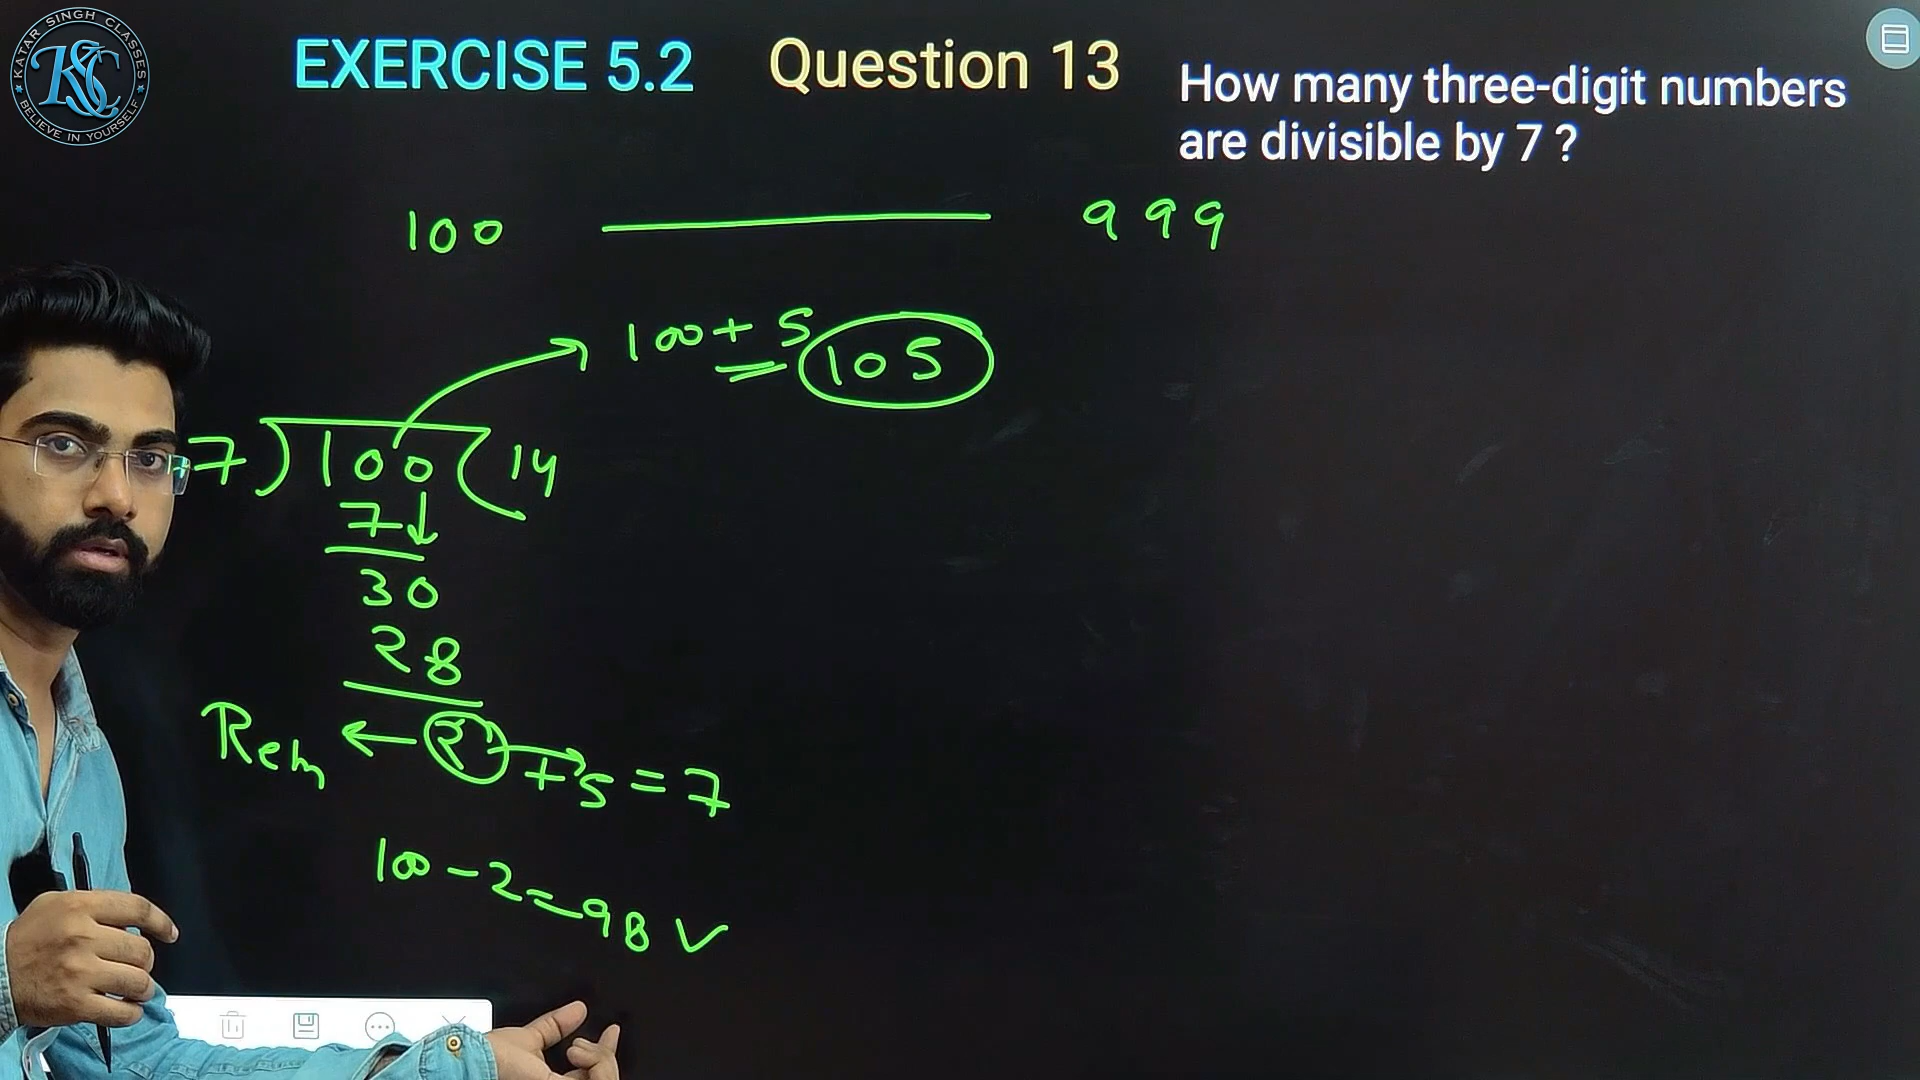 KATAR SINGH CLASSES
KSC
BELIEVE IN YOURSELF
EXERCISE 5.2 Question 13
How many three-digit numbers
are divisible by 7 ?
100 999
100 + 5
105
7 100 14
7
30
28
Rem 2 + 5 = 7
100 - 2 = 98